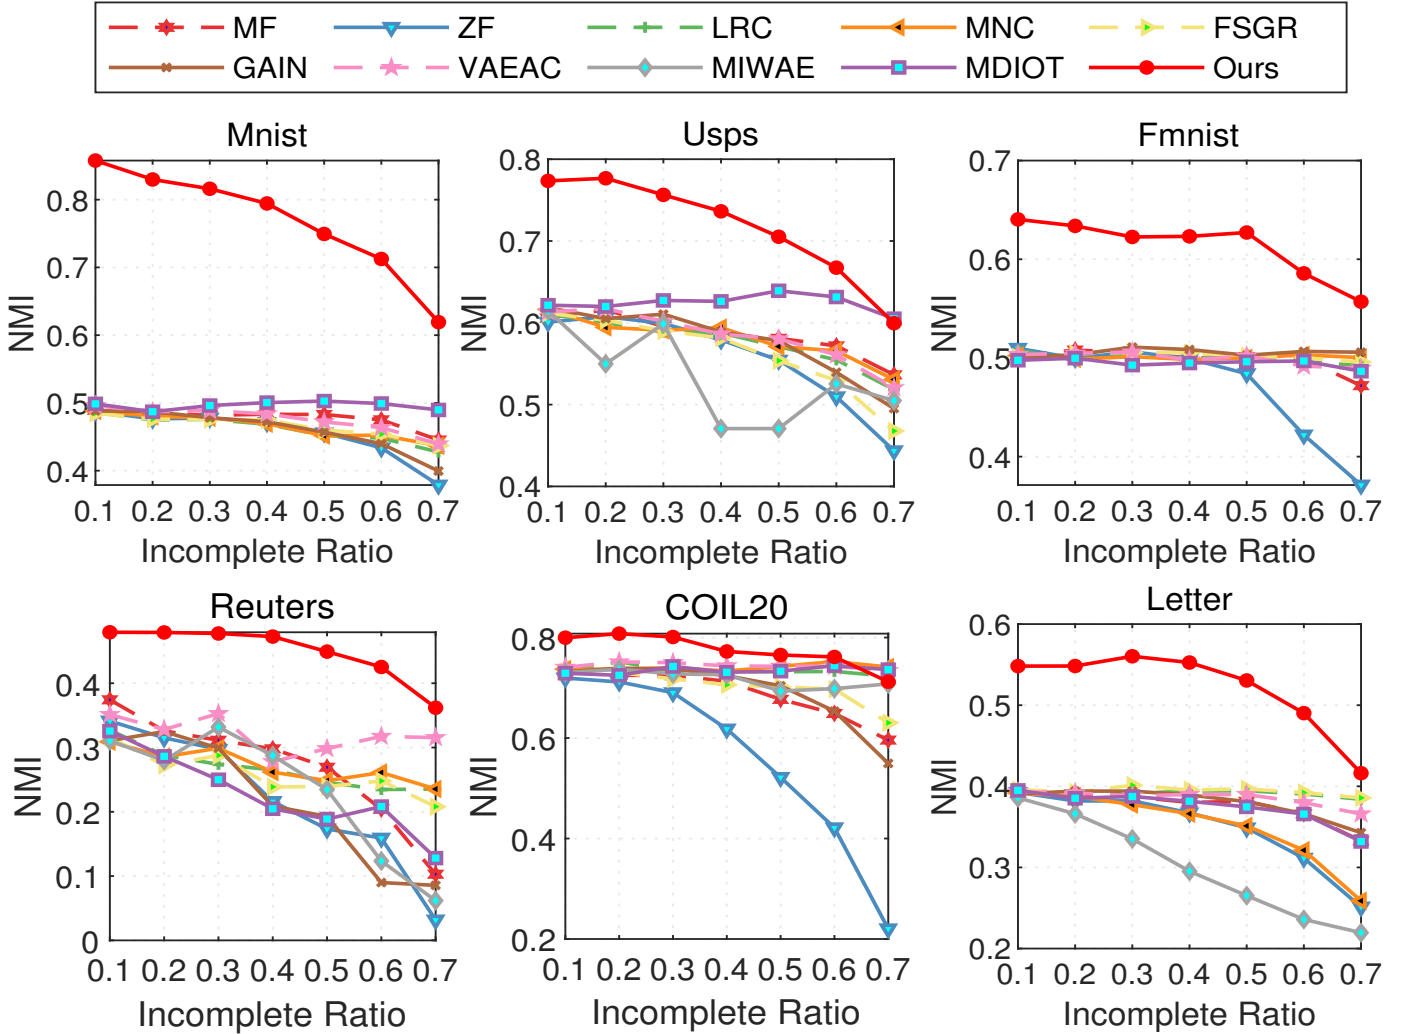 MF ZF LRC MNC FSGR
GAIN VAEAC MIWAE MDIOT Ours
Mnist
NMI
0.8
0.7
0.6
0.5
0.4
0.1 0.2 0.3 0.4 0.5 0.6 0.7
Incomplete Ratio
Usps
NMI
0.8
0.7
0.6
0.5
0.4
0.1 0.2 0.3 0.4 0.5 0.6 0.7
Incomplete Ratio
Fmnist
NMI
0.7
0.6
0.5
0.4
0.1 0.2 0.3 0.4 0.5 0.6 0.7
Incomplete Ratio
Reuters
NMI
0.4
0.3
0.2
0.1
0
0.1 0.2 0.3 0.4 0.5 0.6 0.7
Incomplete Ratio
COIL20
NMI
0.8
0.6
0.4
0.2
0.1 0.2 0.3 0.4 0.5 0.6 0.7
Incomplete Ratio
Letter
NMI
0.6
0.5
0.4
0.3
0.2
0.1 0.2 0.3 0.4 0.5 0.6 0.7
Incomplete Ratio